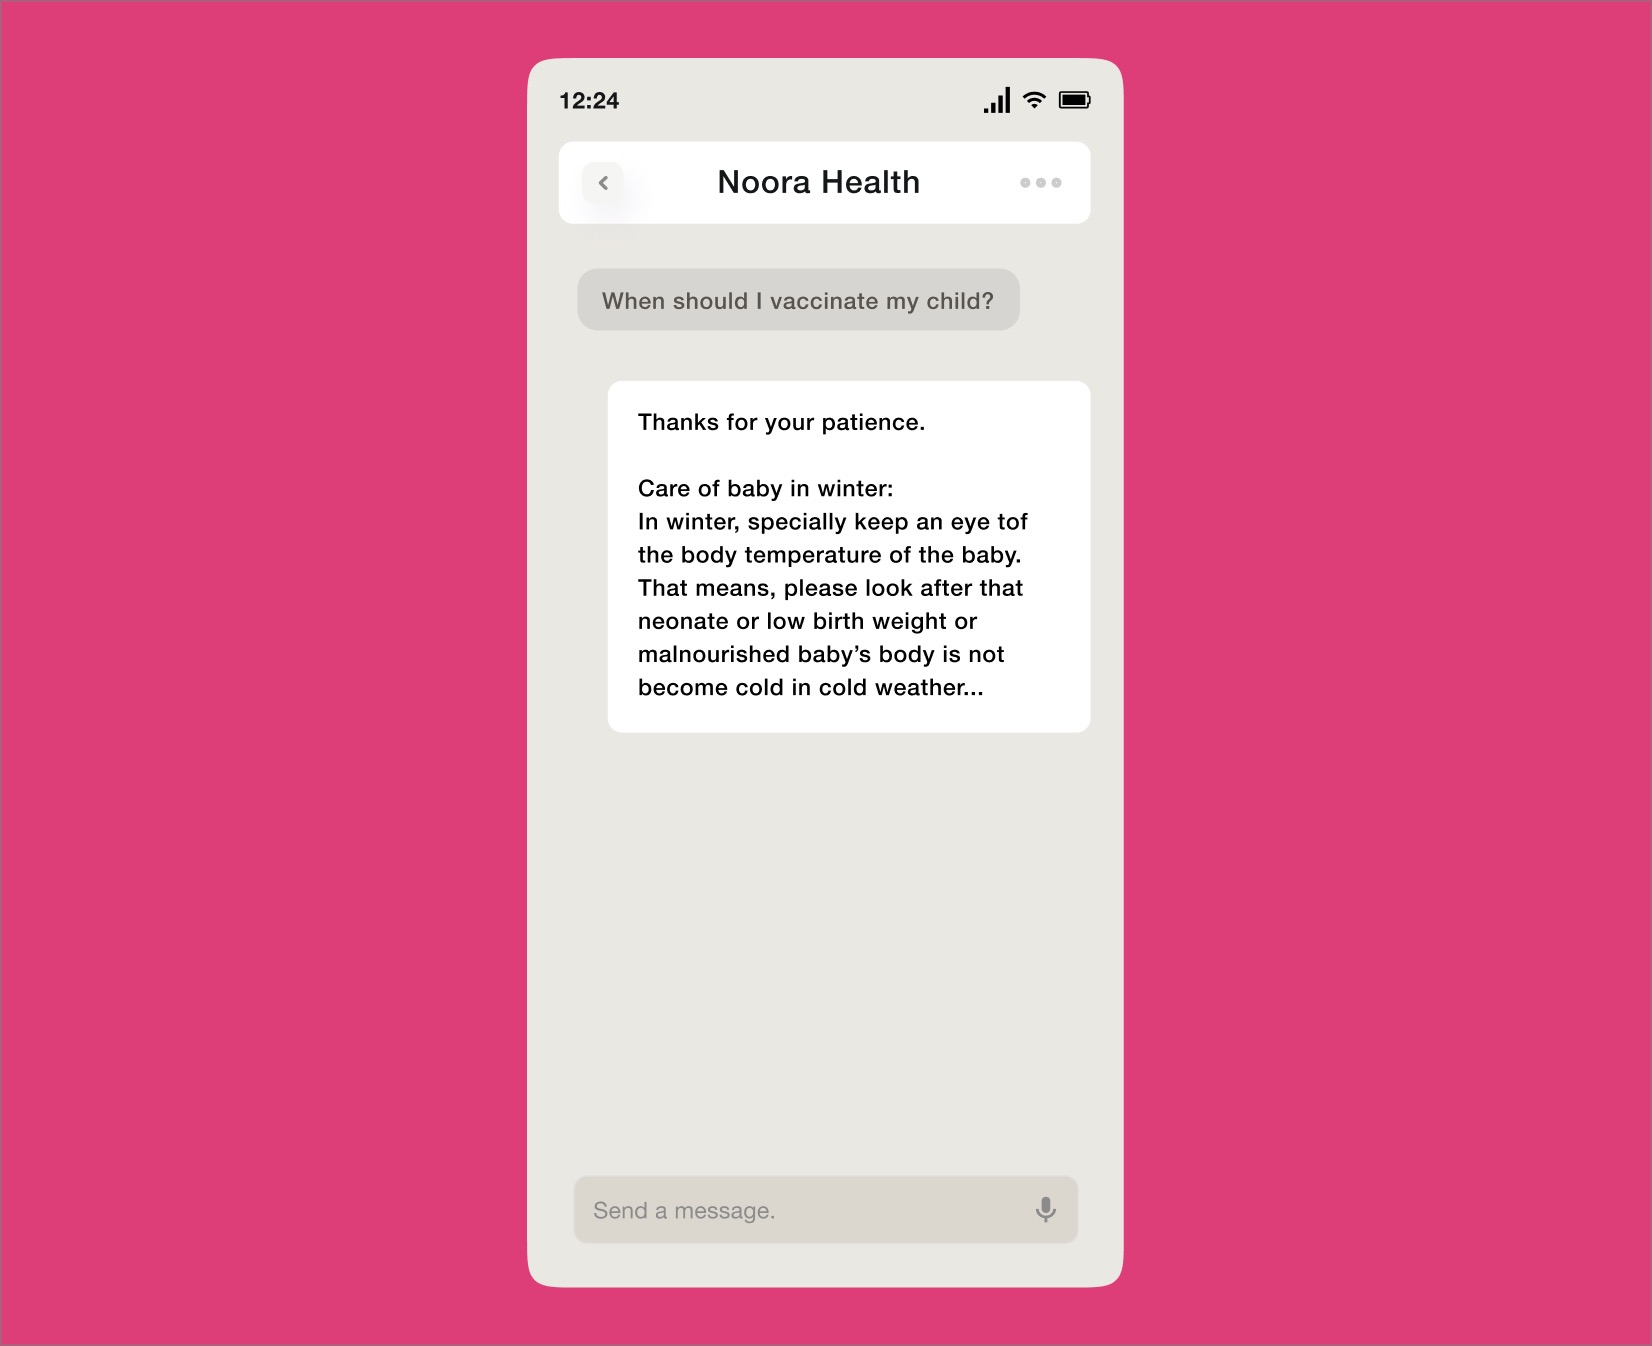 12:24
Noora Health
When should I vaccinate my child?
Thanks for your patience.
Care of baby in winter:
In winter, specially keep an eye tof
the body temperature of the baby.
That means, please look after that
neonate or low birth weight or
malnourished baby’s body is not
become cold in cold weather...
Send a message.